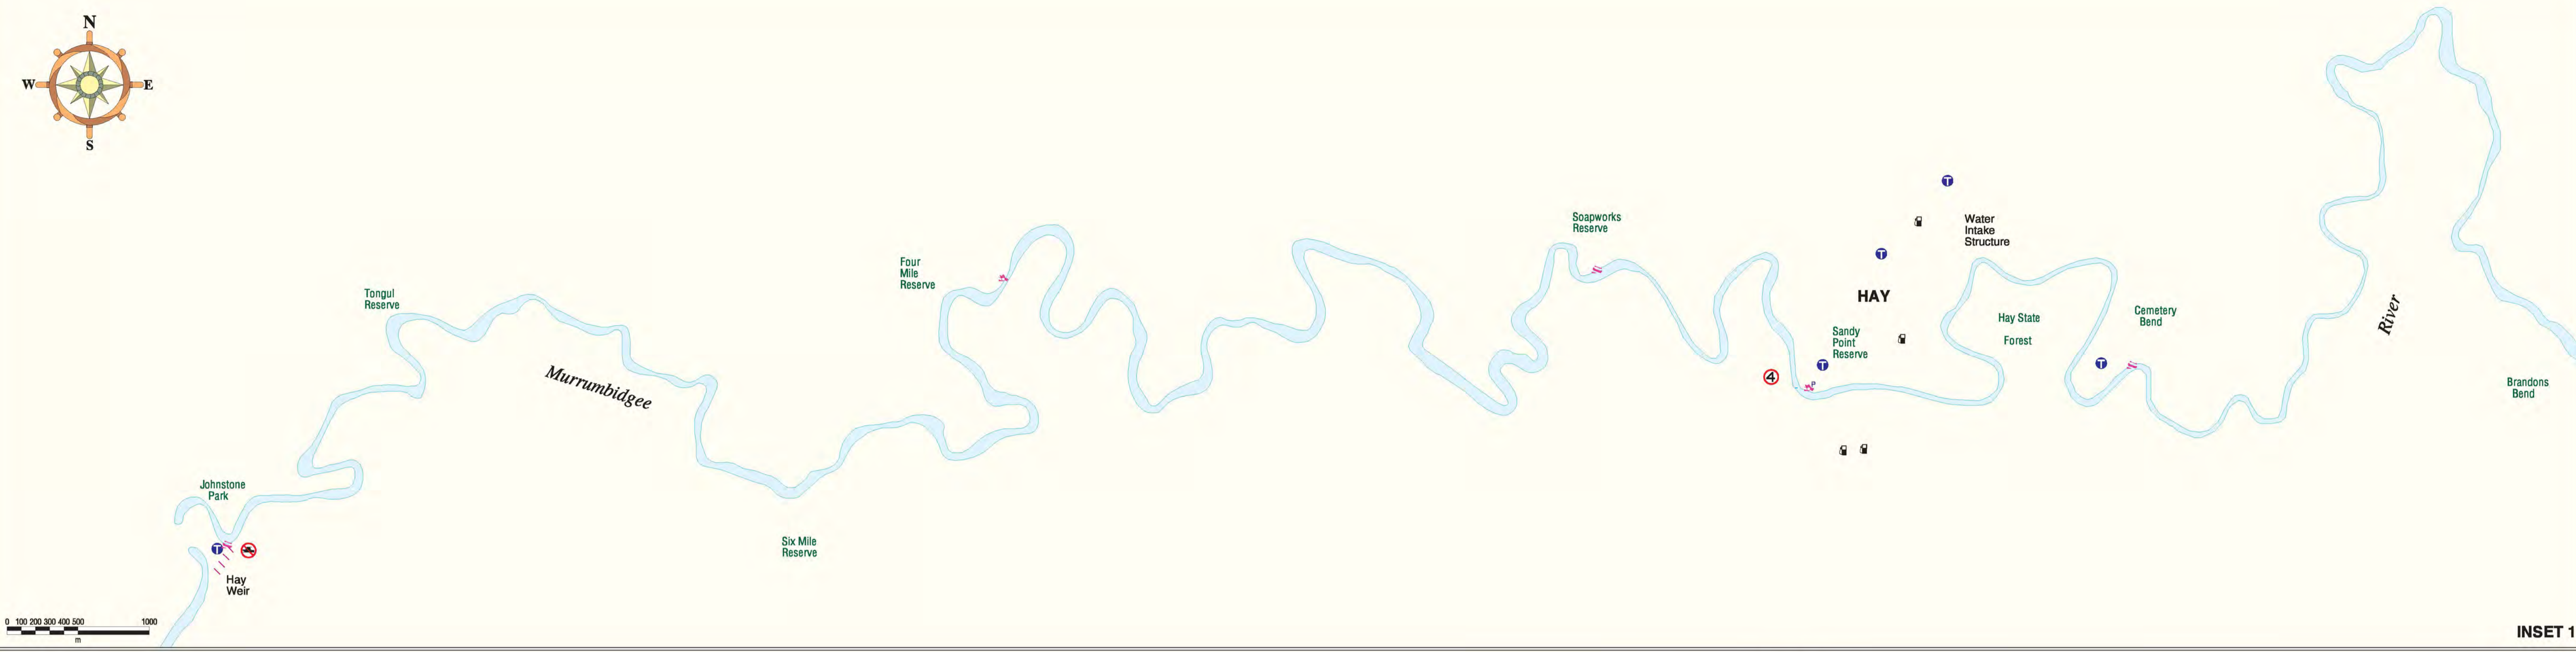 N
W
E
S
Tongul
Reserve
Murrumbidgee
Johnstone
Park
T
Hay
Weir
0 100 200 300 400 500 1000
m
Six Mile
Reserve
Four
Mile
Reserve
Soapworks
Reserve
T
Water
Intake
Structure
T
HAY
Sandy
Point
Reserve
T
4
P
Hay State
Forest
Cemetery
Bend
T
River
Brandons
Bend
INSET 1